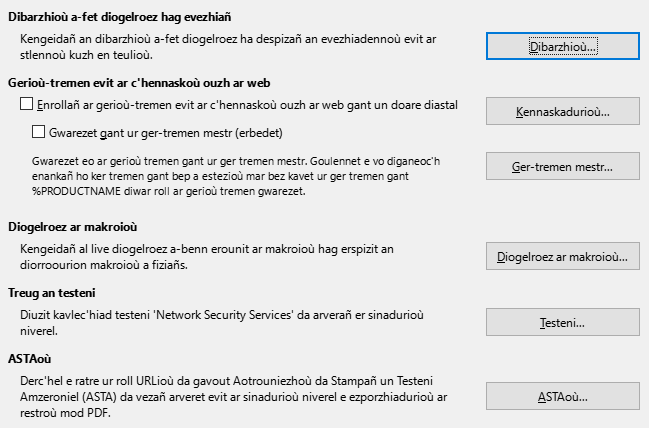 Dibarzhioù a-fet diogelroez hag evezhiañ
Kengeidañ an dibarzhioù a-fet diogelroez ha despizañ an evezhiadennoù evit ar
stlennoù kuzh en teulioù.
Dibarzhioù...
Gerioù-tremen evit ar c'hennaskoù ouzh ar web
Enrollañ ar gerioù-tremen evit ar c'hennaskoù ouzh ar web gant un doare diastal
Kennaskadurioù...
Gwarezet gant ur ger-tremen mestr (erbedet)
Gwarezet eo ar gerioù tremen gant ur ger tremen mestr. Goulennet e vo diganeoc'h
enankañ ho ker tremen gant bep a estezioù mar bez kavet ur ger tremen gant
%PRODUCTNAME diwar roll ar gerioù tremen gwarezet.
Ger-tremen mestr...
Diogelroez ar makroioù
Kengeidañ al live diogelroez a-benn erounit ar makroioù hag erspizit an
diorroourion makroioù a fiziañs.
Diogelroez ar makroioù...
Treug an testeni
Diuzit kavlec'hiad testeni 'Network Security Services' da arverañ er sinadurioù
niverel.
Testeni...
ASTAoù
Derc'hel e ratre ur roll URLioù da gavout Aotrouniezhoù da Stampañ un Testeni
Amzeroniel (ASTA) da vezañ arveret evit ar sinadurioù niverel e ezporzhiadurioù ar
restroù mod PDF.
ASTAoù...